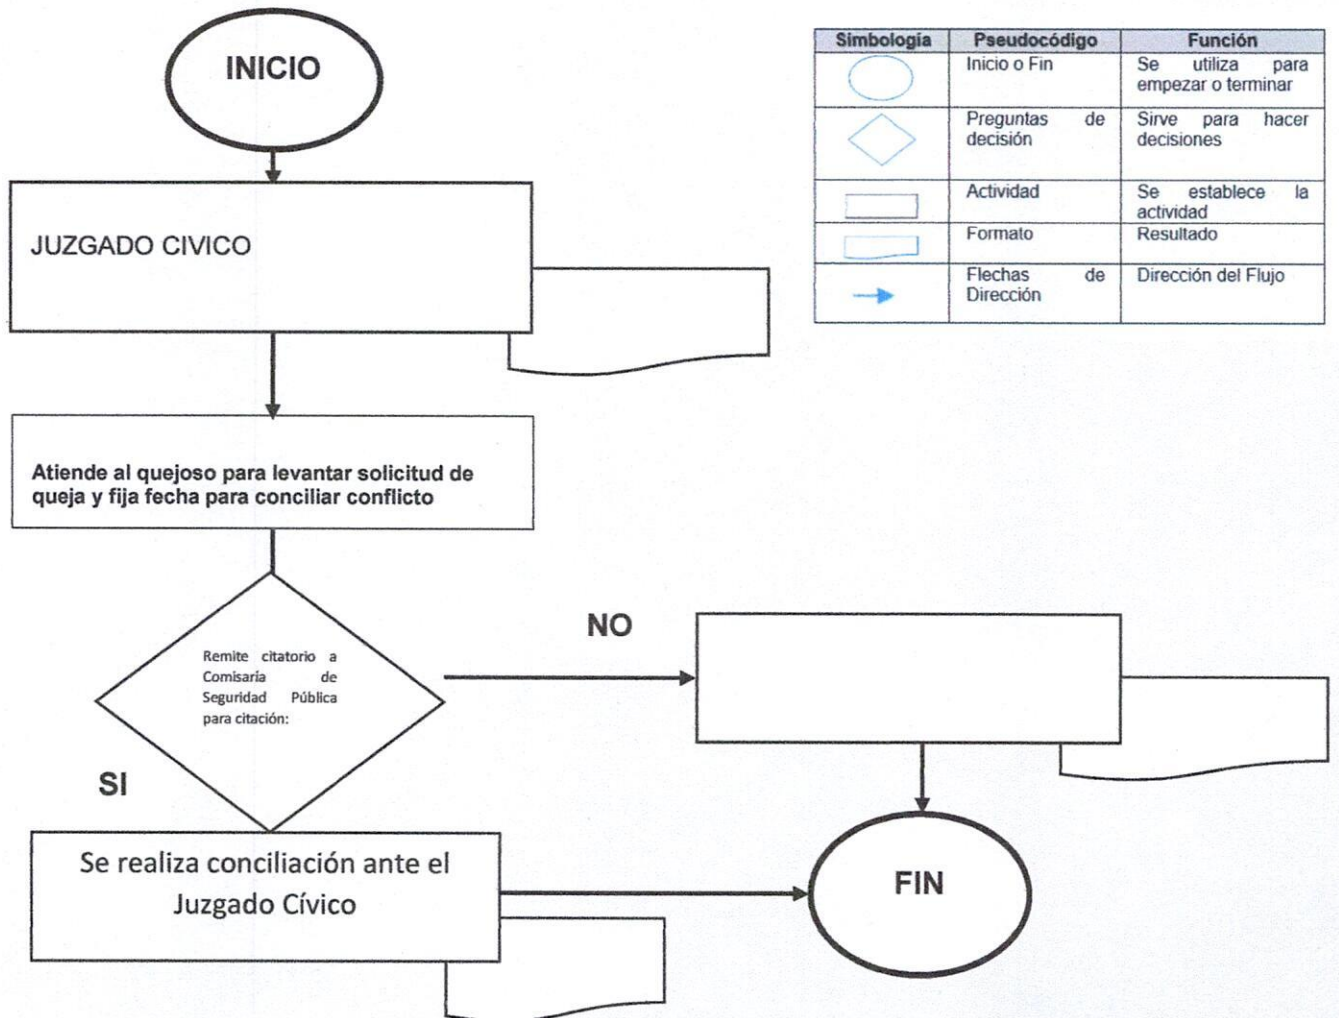 INICIO
JUZGADO CIVICO
Atiende al quejoso para levantar solicitud de
queja y fija fecha para conciliar conflicto
Remite citatorio a
Comisaria de
Seguridad Pública
para citación:
NO
SI
Se realiza conciliación ante el
Juzgado Cívico
FIN
Simbología Pseudocódigo Función
Inicio o Fin Se utiliza para
empezar o terminar
Preguntas de Sirve para hacer
decisión decisiones
Actividad Se establece la
actividad
Formato Resultado
Flechas de Dirección del Flujo
Dirección